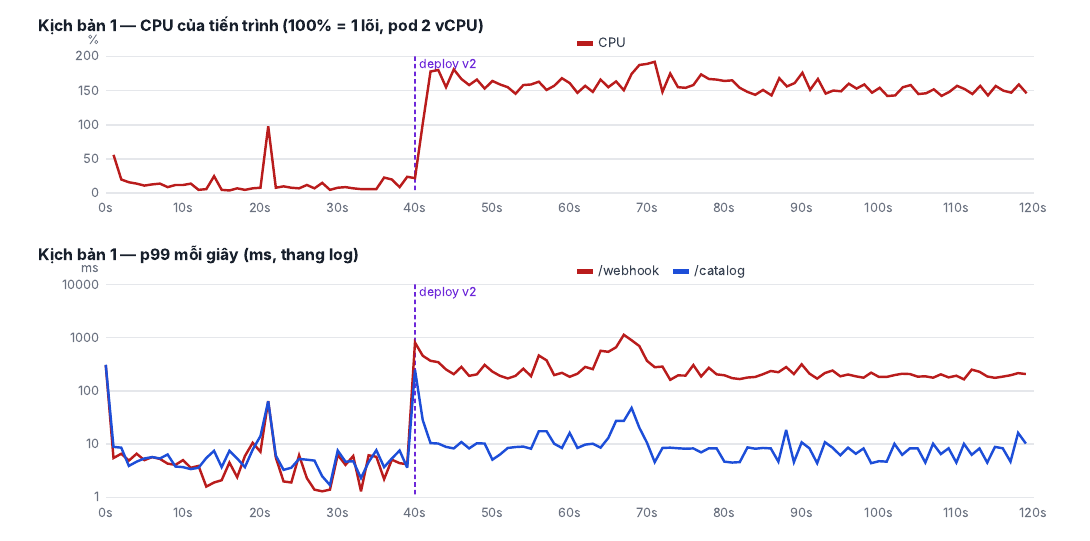 Kịch bản 1 — CPU của tiến trình (100% = 1 lõi, pod 2 vCPU)
%
CPU
200
150
100
50
0
deploy v2
0s 10s 20s 30s 40s 50s 60s 70s 80s 90s 100s 110s 120s
Kịch bản 1 — p99 mỗi giây (ms, thang log)
ms
/webhook /catalog
10000
1000
100
10
1
deploy v2
0s 10s 20s 30s 40s 50s 60s 70s 80s 90s 100s 110s 120s